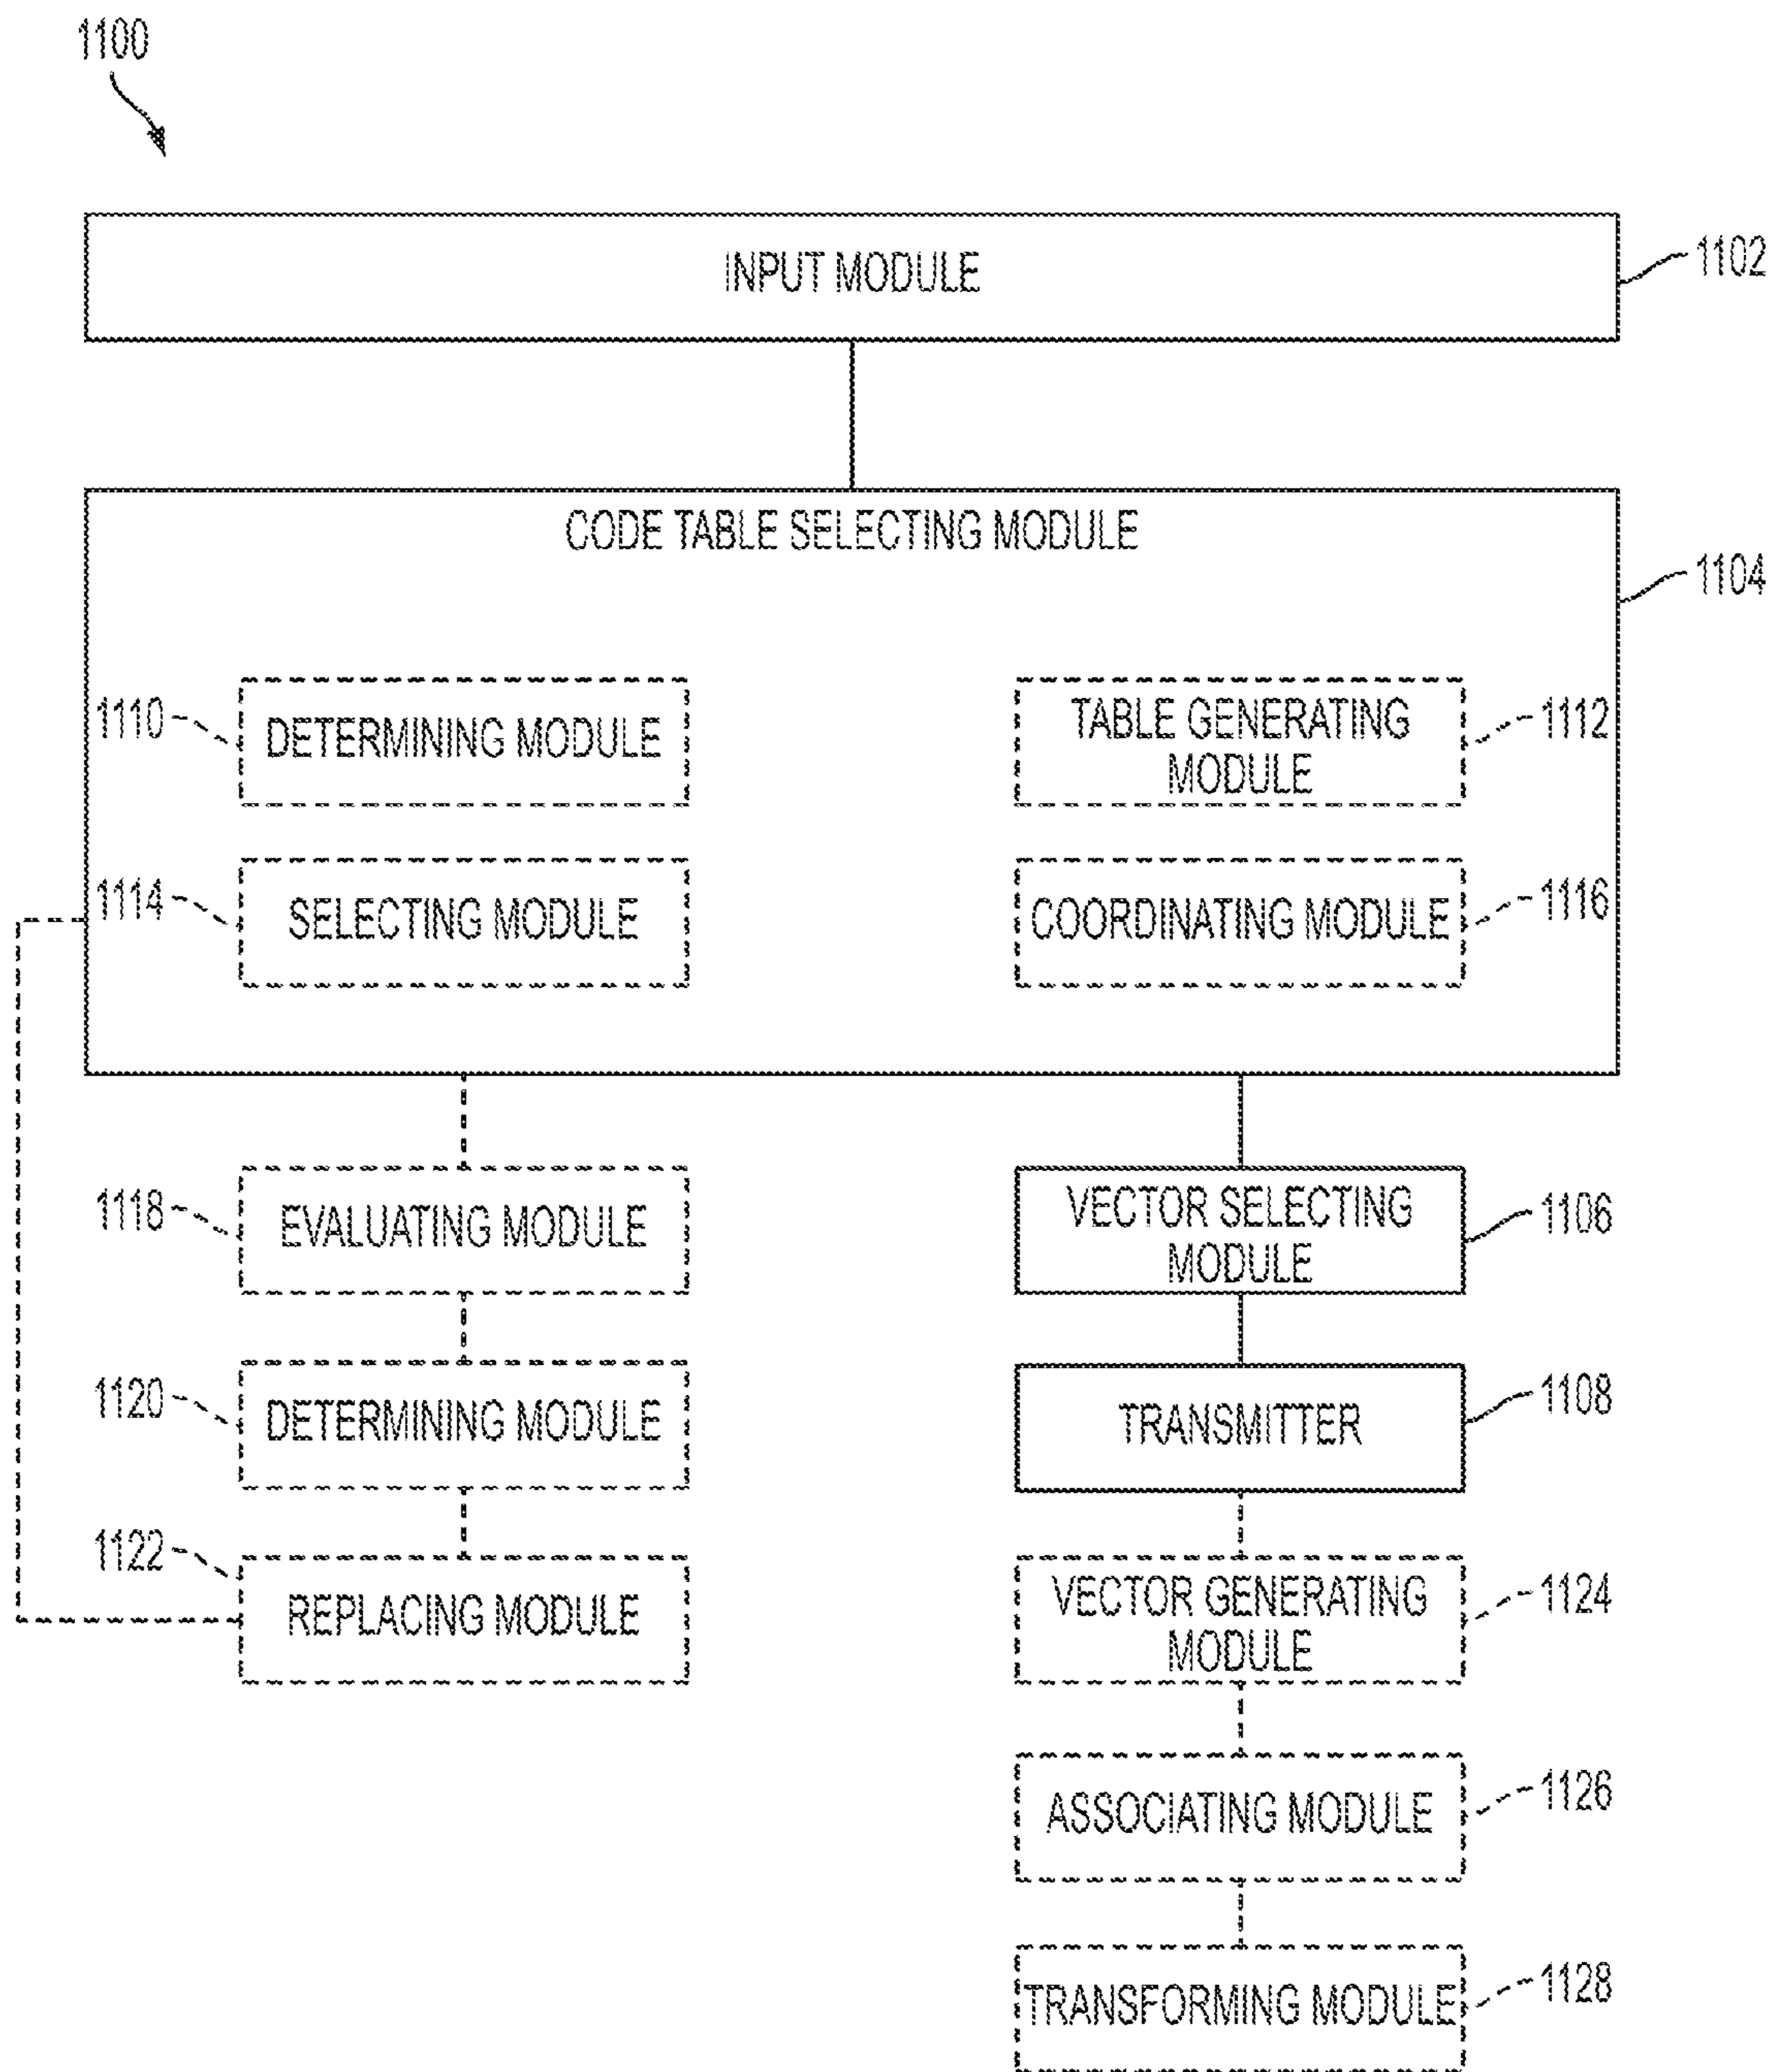 1100
INPUT MODULE
1102
CODE TABLE SELECTING MODULE
1104
1110
DETERMINING MODULE
TABLE GENERATING
MODULE
1112
1114
SELECTING MODULE
COORDINATING MODULE
1116
1118
EVALUATING MODULE
VECTOR SELECTING
MODULE
1106
1120
DETERMINING MODULE
TRANSMITTER
1108
1122
REPLACING MODULE
VECTOR GENERATING
MODULE
1124
ASSOCIATING MODULE
1126
TRANSFORMING MODULE
1128